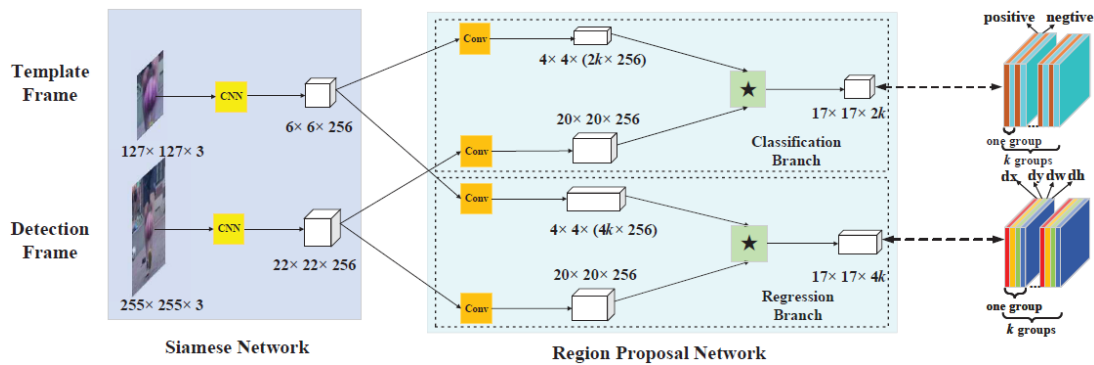 Template
Frame
127× 127× 3
CNN
6× 6× 256
Detection
Frame
255× 255× 3
CNN
22× 22× 256
Siamese Network
Conv
4× 4× (2k× 256)
Conv
20× 20× 256
★
17× 17× 2k
Classification
Branch
Conv
4× 4× (4k× 256)
Conv
20× 20× 256
★
17× 17× 4k
Regression
Branch
Region Proposal Network
positive negtive
one group
k groups
dx dy dw dh
one group
k groups